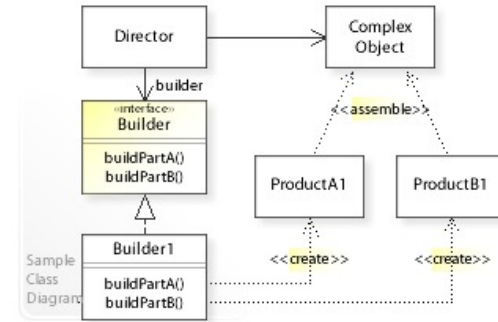 Director
Complex
Object
builder
«interface»
Builder
buildPartA()
buildPartB()
<<assemble>>
ProductA1
ProductB1
Builder1
buildPartA()
buildPartB()
<<create>>
<<create>>
Sample
Class
Diagram